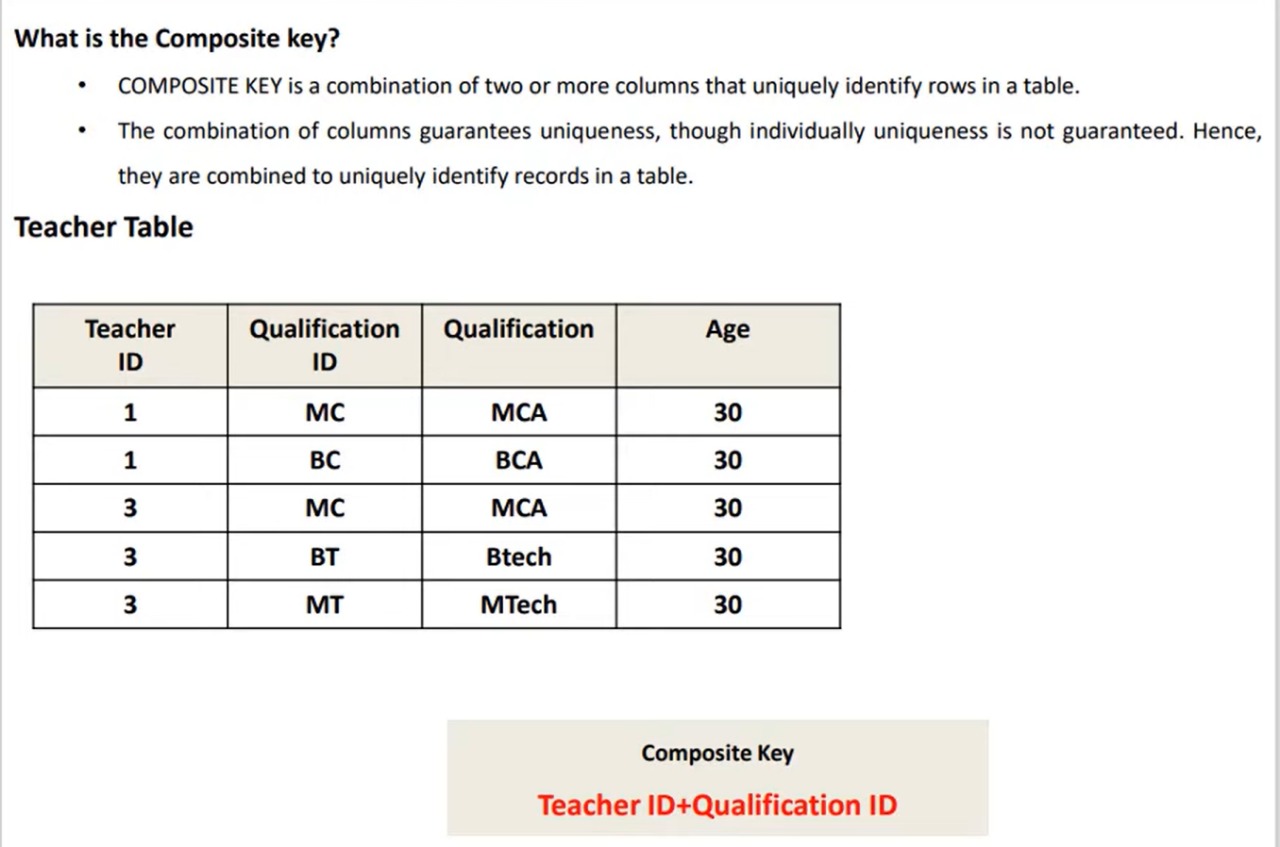 What is the Composite key?
• COMPOSITE KEY is a combination of two or more columns that uniquely identify rows in a table.
• The combination of columns guarantees uniqueness, though individually uniqueness is not guaranteed. Hence,
they are combined to uniquely identify records in a table.
Teacher Table
Teacher ID Qualification ID Qualification Age
1 MC MCA 30
1 BC BCA 30
3 MC MCA 30
3 BT Btech 30
3 MT MTech 30
Composite Key
Teacher ID+Qualification ID